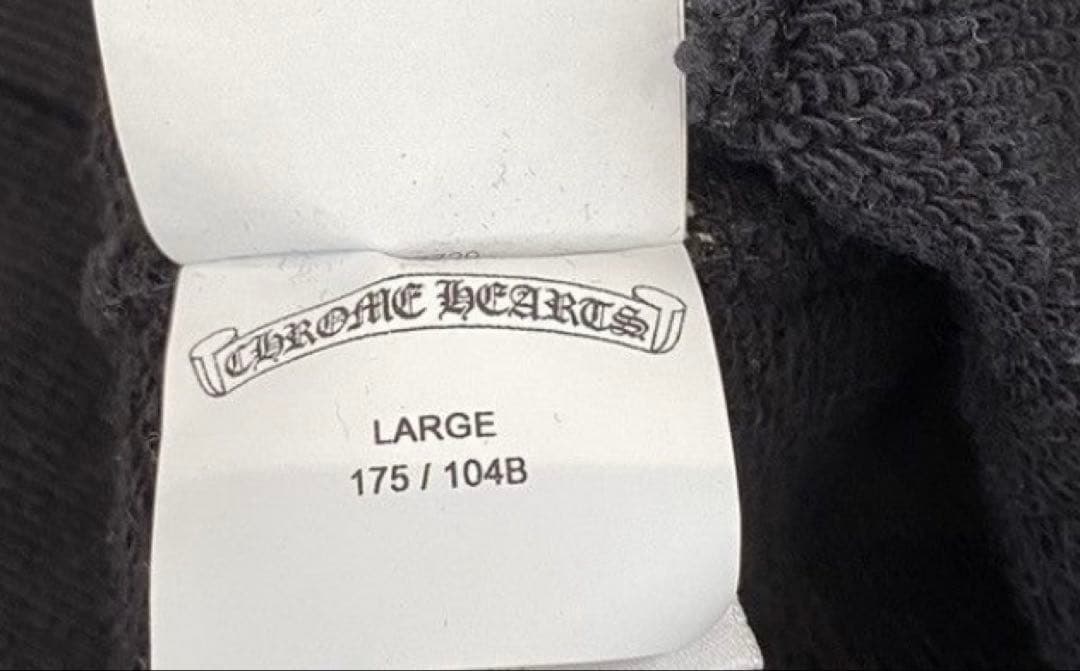 CHROME HEARTS
LARGE
175 / 104B